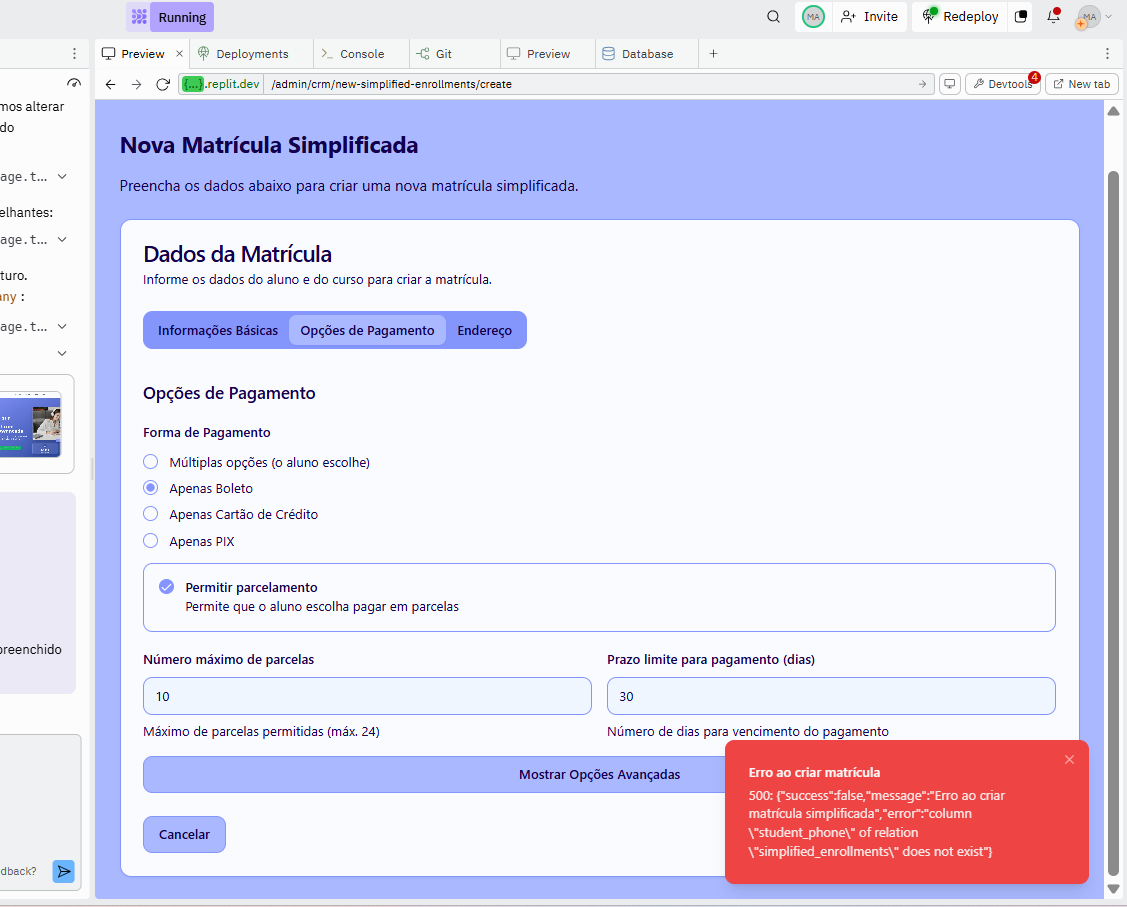 Running
MA
Invite
Redeploy
MA
Preview
Deployments
Console
Git
Preview
Database
{...}.replit.dev
/admin/crm/new-simplified-enrollments/create
Devtools
4
New tab
mos alterar
do
age.t...
elhantes:
age.t...
turo.
any :
age.t...
preenchido
dback?
Nova Matrícula Simplificada
Preencha os dados abaixo para criar uma nova matrícula simplificada.
Dados da Matrícula
Informe os dados do aluno e do curso para criar a matrícula.
Informações Básicas
Opções de Pagamento
Endereço
Opções de Pagamento
Forma de Pagamento
Múltiplas opções (o aluno escolhe)
Apenas Boleto
Apenas Cartão de Crédito
Apenas PIX
Permitir parcelamento
Permite que o aluno escolha pagar em parcelas
Número máximo de parcelas
Prazo limite para pagamento (dias)
10
30
Máximo de parcelas permitidas (máx. 24)
Número de dias para vencimento do pagamento
Mostrar Opções Avançadas
Cancelar
Erro ao criar matrícula
500: {"success":false,"message":"Erro ao criar
matrícula simplificada","error":"column
\"student_phone\" of relation
\"simplified_enrollments\" does not exist"}